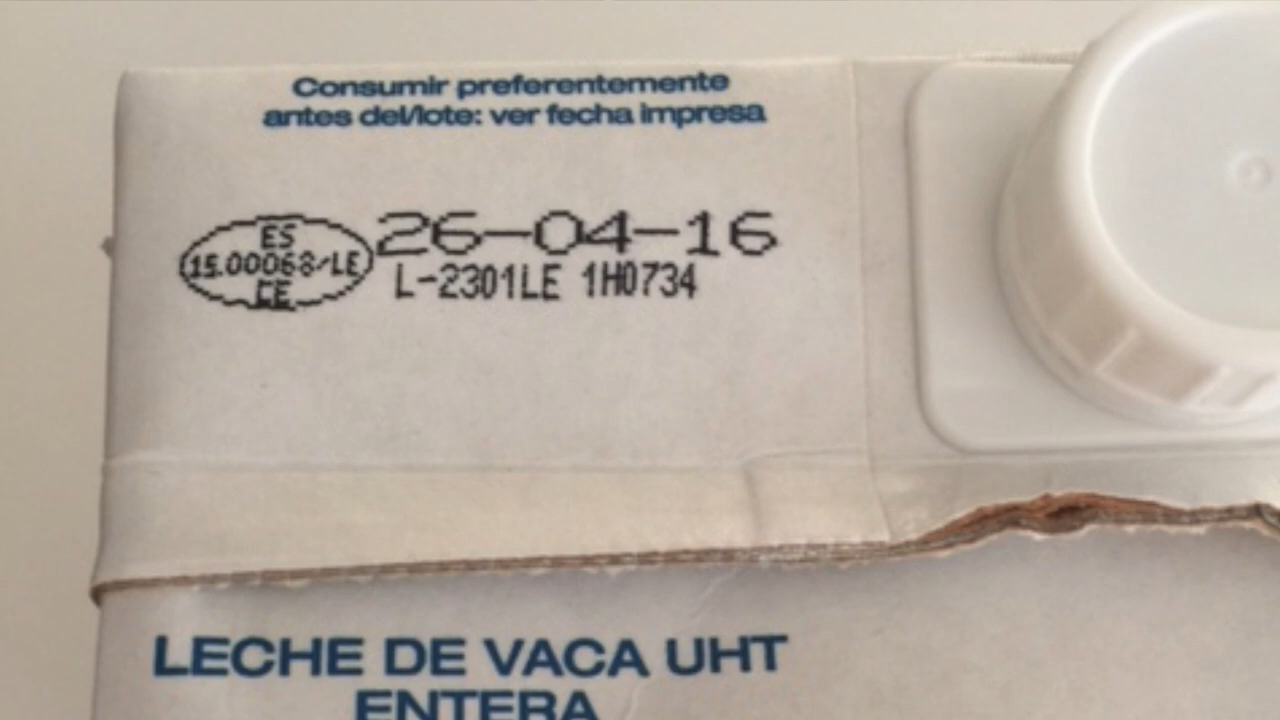 Consumir preferentemente
antes del/lote: ver fecha impresa
ES
15.00068/LE
CE
26-04-16
L-2301LE 1H0734
LECHE DE VACA UHT
ENTERA